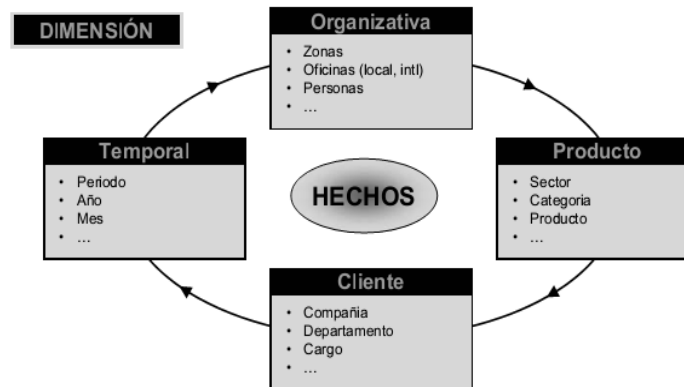 DIMENSIÓN
Organizativa
• Zonas
• Oficinas (local, intl)
• Personas
• ...
Temporal
• Periodo
• Año
• Mes
• ...
HECHOS
Producto
• Sector
• Categoria
• Producto
• ...
Cliente
• Compañia
• Departamento
• Cargo
• ...